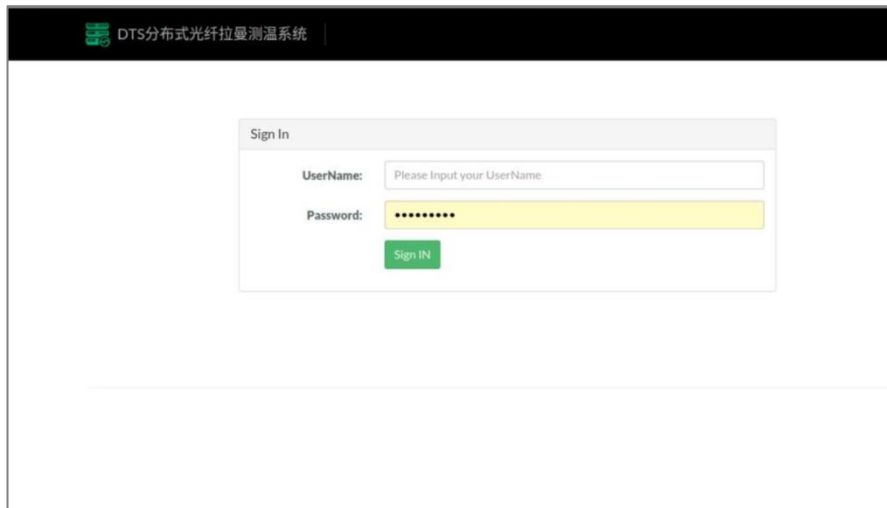 DTS分布式光纤拉曼测温系统
Sign In
UserName: Please Input your UserName
Password: •••••••••
Sign IN